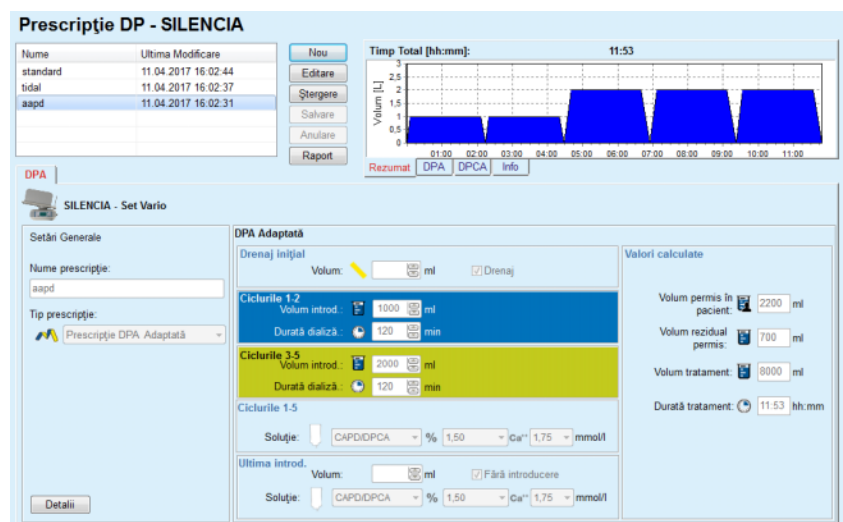 Prescripţie DP - SILENCIA
Nume Ultima Modificare
standard 11.04.2017 16:02:44
tidal 11.04.2017 16:02:37
aapd 11.04.2017 16:02:31
Nou
Editare
Ştergere
Salvare
Anulare
Raport
Timp Total [hh:mm]: 11:53
Volum [L]
3
2,5
2
1,5
1
0,5
0
01:00 02:00 03:00 04:00 05:00 06:00 07:00 08:00 09:00 10:00 11:00
Rezumat DPA DPCA Info
DPA
SILENCIA - Set Vario
Setări Generale
Nume prescripţie:
aapd
Tip prescripţie:
Prescripţie DPA Adaptată
Detalii
DPA Adaptată
Drenaj iniţial
Volum: ml Drenaj
Ciclurile 1-2
Volum introd.: 1000 ml
Durată dializă.: 120 min
Ciclurile 3-5
Volum introd.: 2000 ml
Durată dializă.: 120 min
Ciclurile 1-5
Soluţie: CAPD/DPCA % 1,50 Ca⁺⁺ 1,75 mmol/l
Ultima introd.
Volum: ml Fără introducere
Soluţie: CAPD/DPCA % 1,50 Ca⁺⁺ 1,75 mmol/l
Valori calculate
Volum permis în
pacient: 2200 ml
Volum rezidual
permis: 700 ml
Volum tratament: 8000 ml
Durată tratament: 11:53 hh:mm